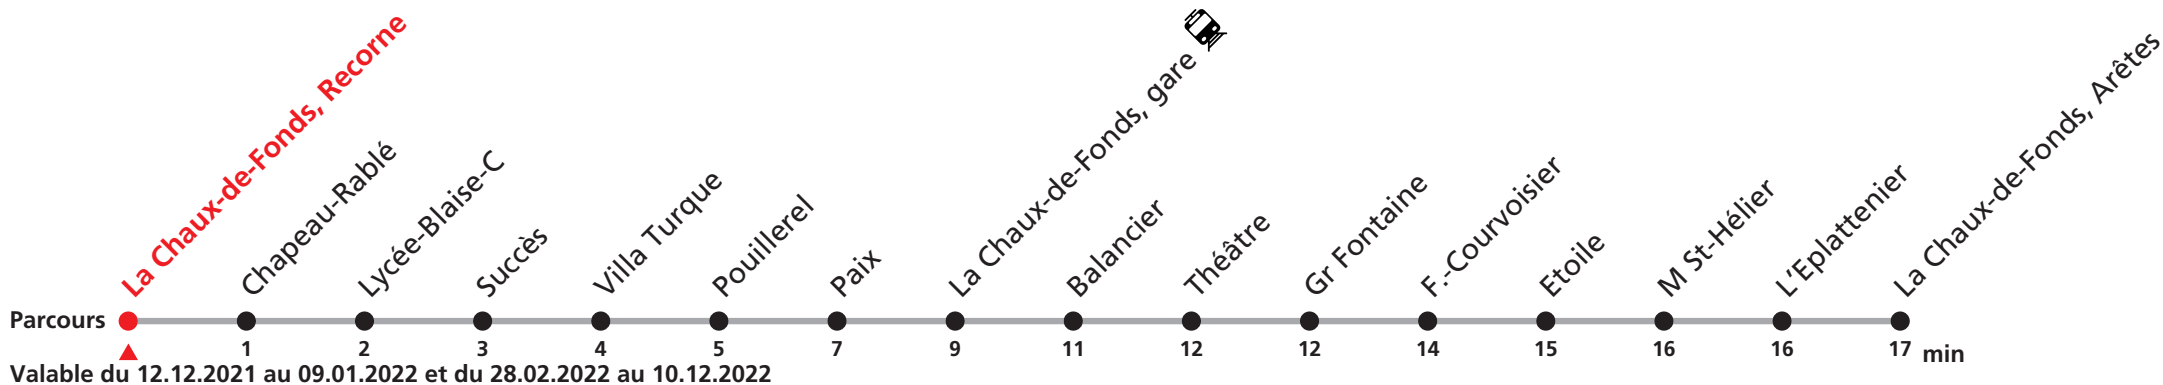 La Chaux-de-Fonds, Recorne
Chapeau-Rablé
Lycée-Blaise-C
Succès
Villa Turque
Pouillerel
Paix
La Chaux-de-Fonds, gare
Balancier
Théâtre
Gr Fontaine
F.-Courvoisier
Etoile
M St-Hélier
L'Eplattenier
La Chaux-de-Fonds, Arêtes
Parcours
1 2 3 4 5 7 9 11 12 12 14 15 16 16 17 min
Valable du 12.12.2021 au 09.01.2022 et du 28.02.2022 au 10.12.2022